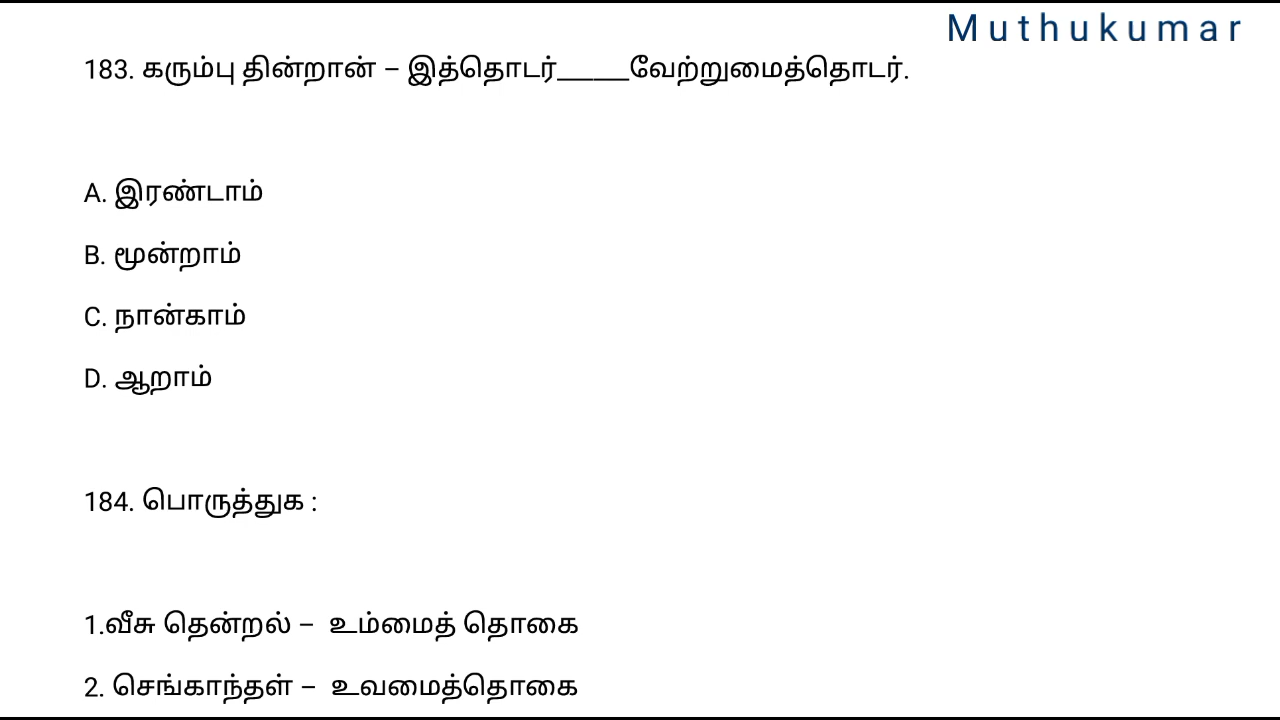 Muthukumar
183. கரும்பு தின்றான் – இத்தொடர்_____வேற்றுமைத்தொடர்.
A. இரண்டாம்
B. மூன்றாம்
C. நான்காம்
D. ஆறாம்
184. பொருத்துக :
1.வீசு தென்றல் – உம்மைத் தொகை
2. செங்காந்தள் – உவமைத்தொகை